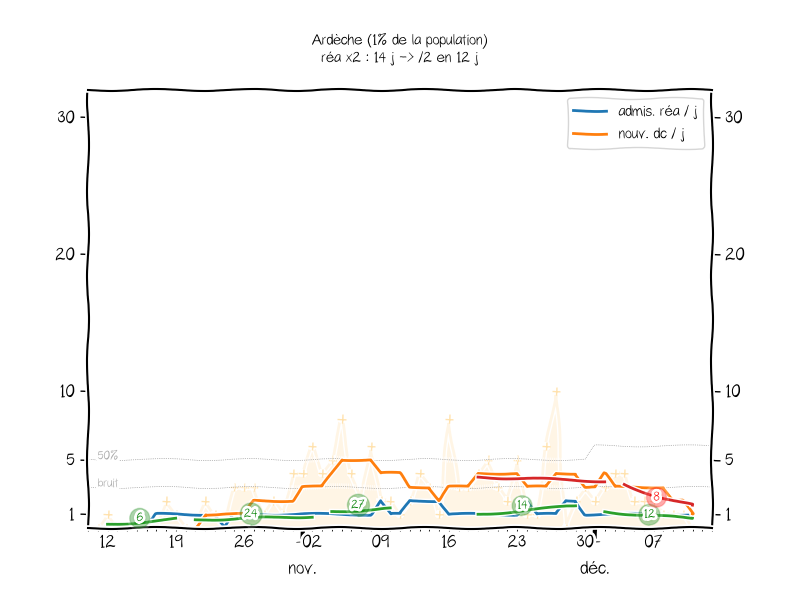 Ardèche (1% de la population)
réa x2 : 14 j -> /2 en 12 j
admis. réa / j
nouv. dc / j
30
30
20
20
10
10
50%
5
5
bruit
8
27
14
24
12
6
1
1
12 19 26 02 09 16 23 30 07
nov. déc.